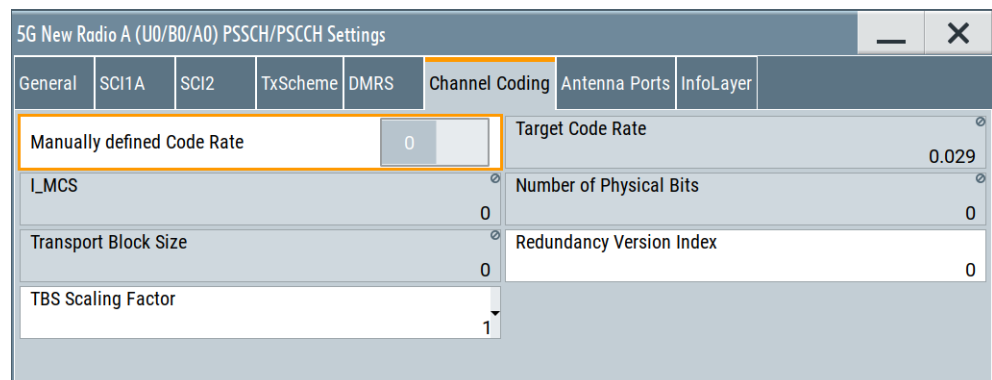 5G New Radio A (U0/B0/A0) PSSCH/PSCCH Settings
General SCI1A SCI2 TxScheme DMRS Channel Coding Antenna Ports InfoLayer
Manually defined Code Rate 0
Target Code Rate
0.029
I_MCS
0
Number of Physical Bits
0
Transport Block Size
0
Redundancy Version Index
0
TBS Scaling Factor
1